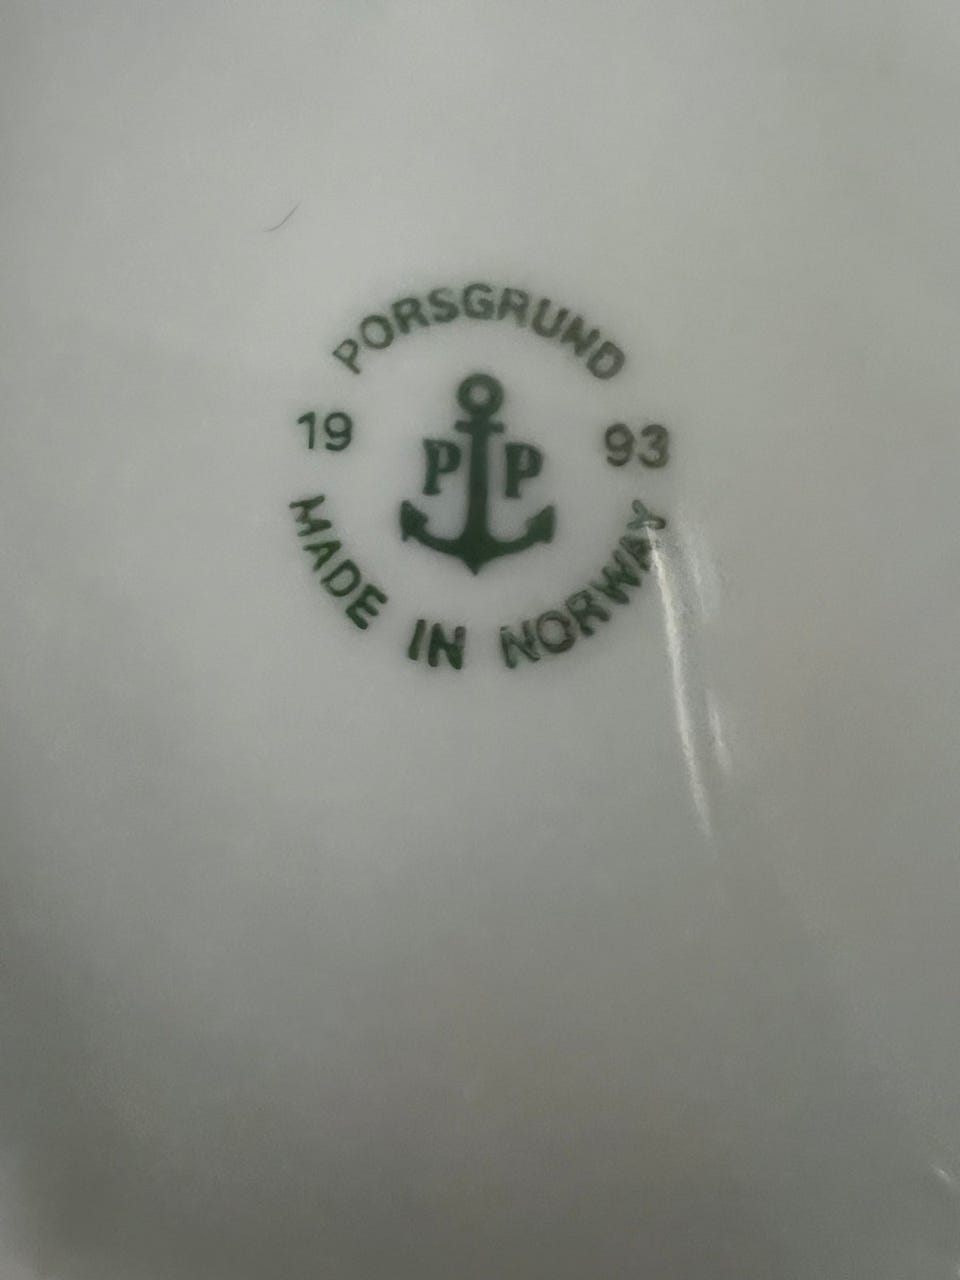 PORSGRUND
19 93
P P
MADE IN NORWAY